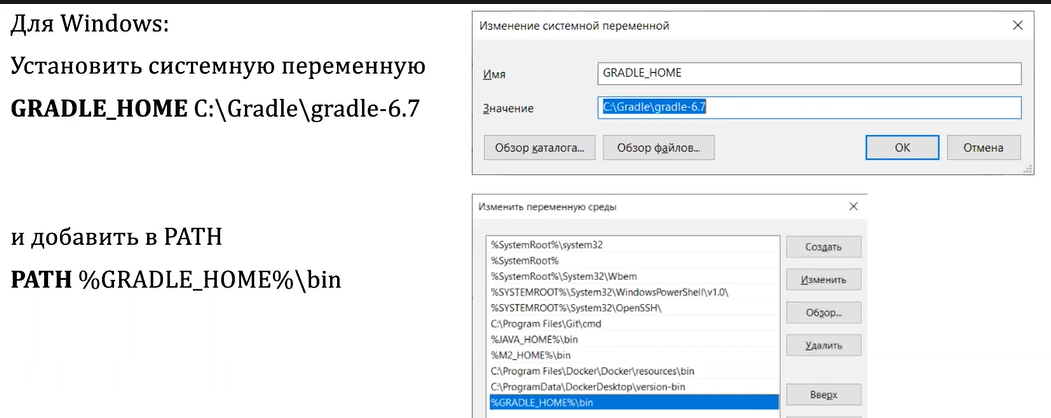 Для Windows:
Установить системную переменную
GRADLE_HOME C:\Gradle\gradle-6.7
и добавить в PATH
PATH %GRADLE_HOME%\bin
Изменение системной переменной
Имя
GRADLE_HOME
Значение
C:\Gradle\gradle-6.7
Обзор каталога...
Обзор файлов...
ОК
Отмена
Изменить переменную среды
%SystemRoot%\system32
%SystemRoot%
%SystemRoot%\System32\Wbem
%SYSTEMROOT%\System32\WindowsPowerShell\v1.0\
%SYSTEMROOT%\System32\OpenSSH\
C:\Program Files\Git\cmd
%JAVA_HOME%\bin
%M2_HOME%\bin
C:\Program Files\Docker\Docker\resources\bin
C:\ProgramData\DockerDesktop\version-bin
%GRADLE_HOME%\bin
Создать
Изменить
Обзор...
Удалить
Вверх